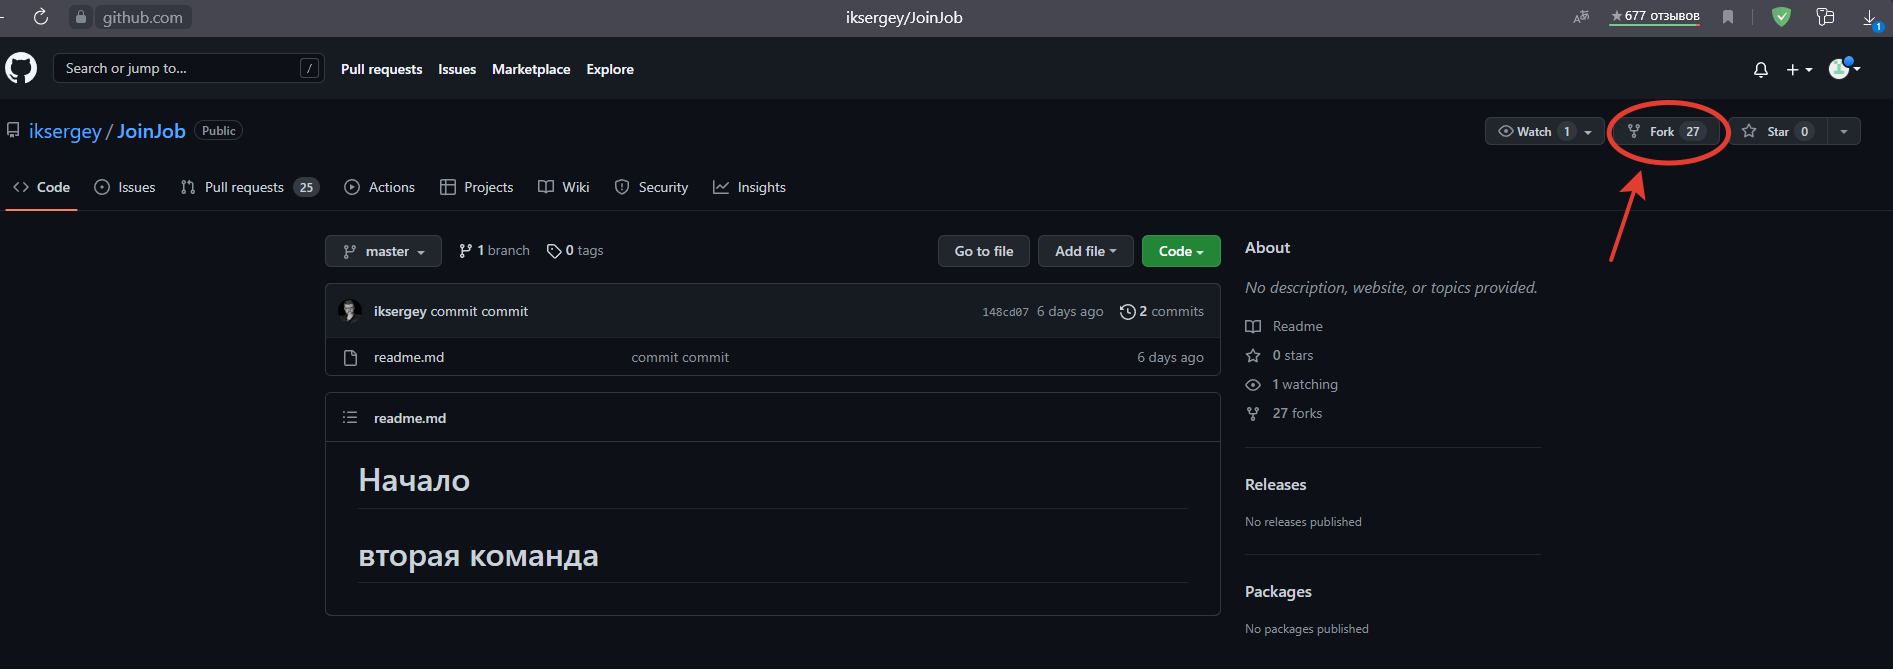 github.com iksergey/JoinJob ★ 677 отзывов 1
Search or jump to... / Pull requests Issues Marketplace Explore
iksergey / JoinJob Public Watch 1 Fork 27 Star 0
Code Issues Pull requests 25 Actions Projects Wiki Security Insights
master 1 branch 0 tags Go to file Add file Code
iksergey commit commit 148cd07 6 days ago 2 commits
readme.md commit commit 6 days ago
readme.md
Начало
вторая команда
About
No description, website, or topics provided.
Readme
0 stars
1 watching
27 forks
Releases
No releases published
Packages
No packages published